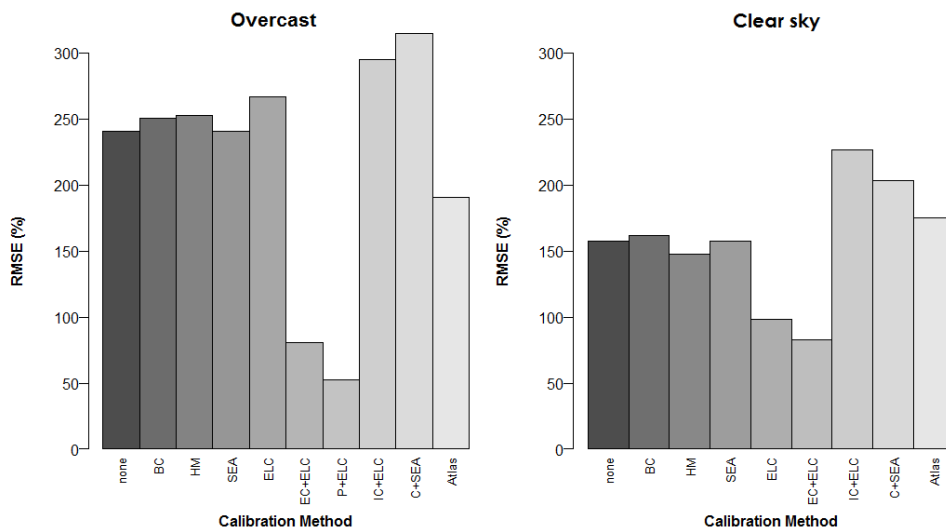 Overcast
300
250
200
150
100
50
0
RMSE (%)
none
BC
HM
SEA
ELC
EC+ELC
P+ELC
IC+ELC
C+SEA
Atlas
Calibration Method
Clear sky
300
250
200
150
100
50
0
RMSE (%)
none
BC
HM
SEA
ELC
EC+ELC
IC+ELC
C+SEA
Atlas
Calibration Method